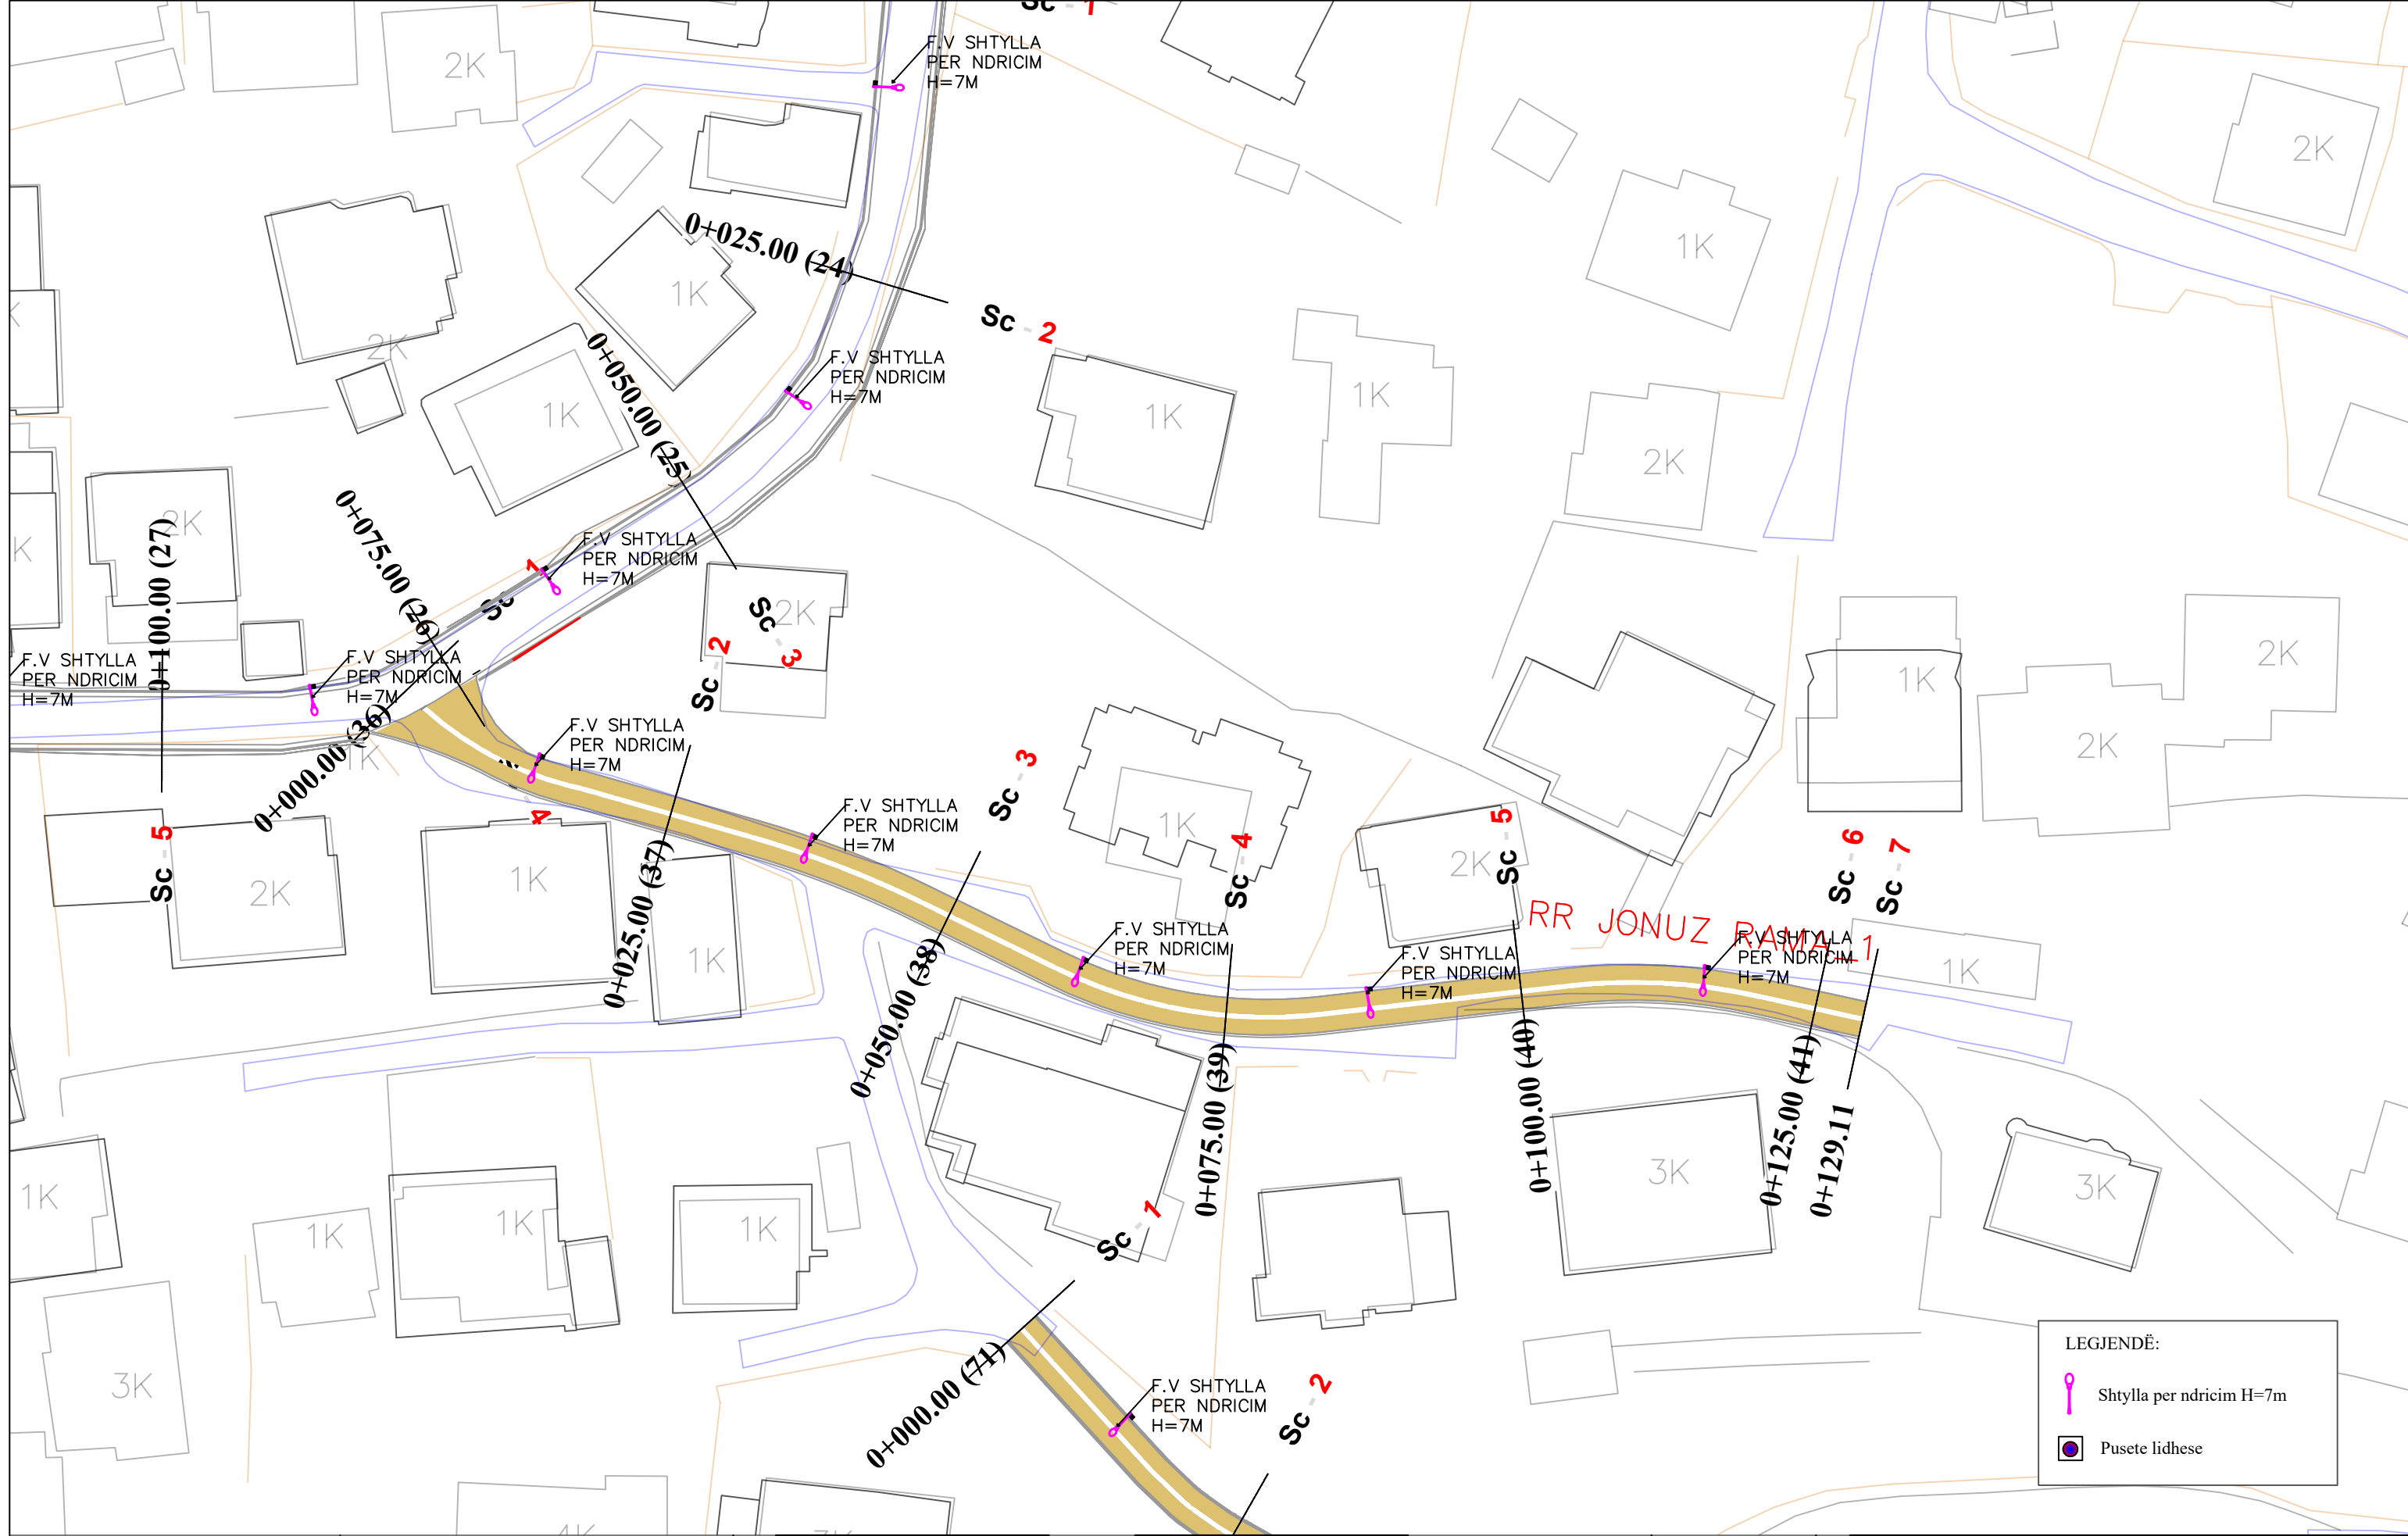 Sc - 1
F.V SHTYLLA
PER NDRICIM
H=7M
2K
2K
1K
0+025.00 (24)
1K
Sc - 2
F.V SHTYLLA
PER NDRICIM
H=7M
2K
0+050.00 (25)
1K
1K
1K
2K
2K
0+075.00 (26)
0+100.00 (27)
F.V SHTYLLA
PER NDRICIM
H=7M
Sc 1
2K
Sc - 3
Sc - 2
F.V SHTYLLA
PER NDRICIM
H=7M
F.V SHTYLLA
PER NDRICIM
H=7M
2K
1K
2K
0+000.00 (36)
1K
F.V SHTYLLA
PER NDRICIM
H=7M
4
Sc - 3
F.V SHTYLLA
PER NDRICIM
H=7M
1K
Sc - 4
Sc - 5
2K
Sc - 6
Sc - 7
Sc - 5
2K
1K
0+025.00 (37)
1K
0+050.00 (38)
F.V SHTYLLA
PER NDRICIM
H=7M
F.V SHTYLLA
PER NDRICIM
H=7M
RR JONUZ RAMA_1
F.V SHTYLLA
PER NDRICIM
H=7M
1K
0+075.00 (39)
0+100.00 (40)
0+125.00 (41)
0+129.11
3K
3K
1K
1K
1K
1K
Sc - 1
3K
0+000.00 (71)
F.V SHTYLLA
PER NDRICIM
H=7M
Sc - 2
LEGJENDË:
Shtylla per ndricim H=7m
Pusete lidhese